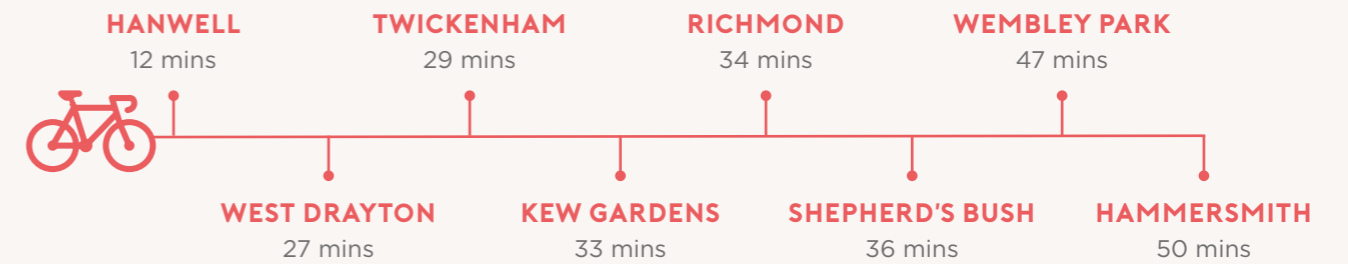 HANWELL
12 mins
TWICKENHAM
29 mins
RICHMOND
34 mins
WEMBLEY PARK
47 mins
WEST DRAYTON
27 mins
KEW GARDENS
33 mins
SHEPHERD'S BUSH
36 mins
HAMMERSMITH
50 mins